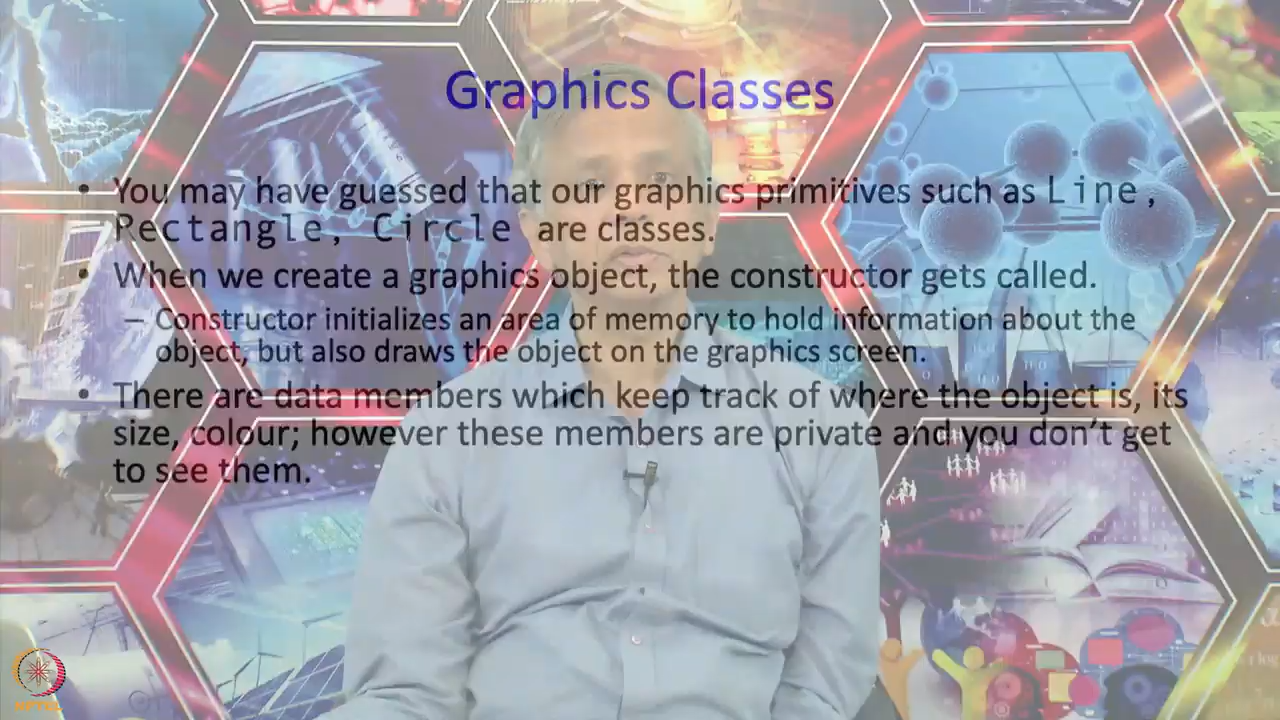 Graphics Classes
• You may have guessed that our graphics primitives such as Line,
Rectangle, Circle are classes.
• When we create a graphics object, the constructor gets called.
– Constructor initializes an area of memory to hold information about the
object, but also draws the object on the graphics screen.
• There are data members which keep track of where the object is, its
size, colour; however these members are private and you don't get
to see them.
NPTEL